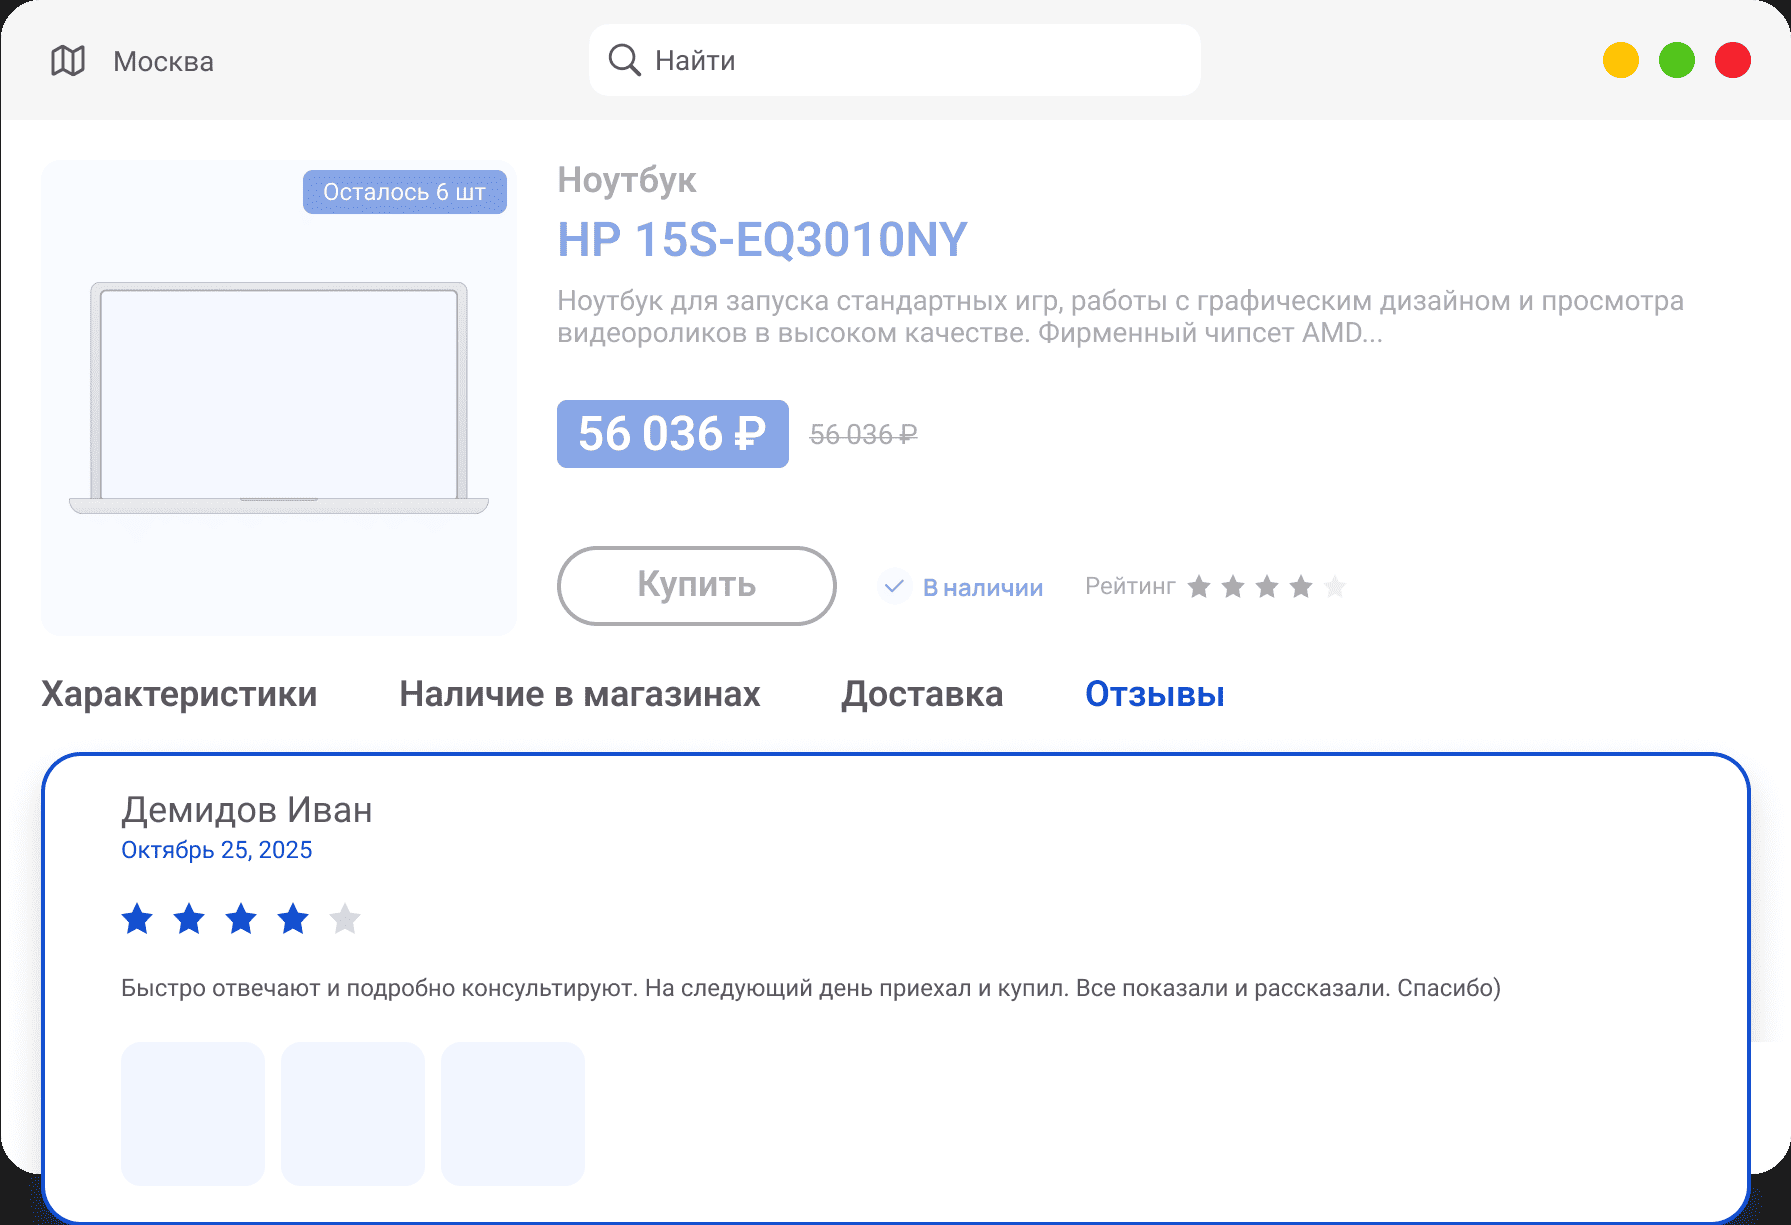 Москва
Найти
Осталось 6 шт
Ноутбук
HP 15S-EQ3010NY
Ноутбук для запуска стандартных игр, работы с графическим дизайном и просмотра
видеороликов в высоком качестве. Фирменный чипсет AMD...
56 036 ₽
56 036 ₽
Купить
В наличии
Рейтинг
Характеристики
Наличие в магазинах
Доставка
Отзывы
Демидов Иван
Октябрь 25, 2025
Быстро отвечают и подробно консультируют. На следующий день приехал и купил. Все показали и рассказали. Спасибо)